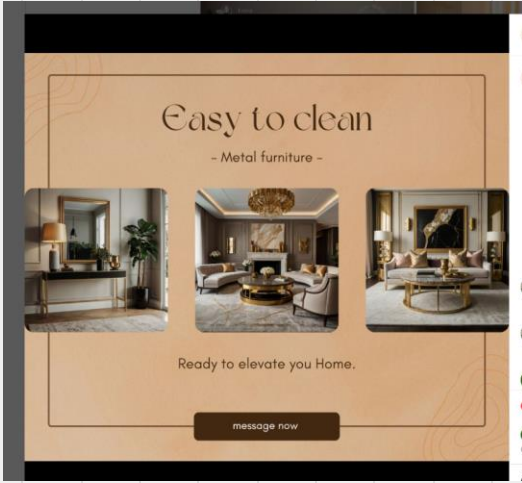 Easy to clean
- Metal furniture -
Ready to elevate you Home.
message now